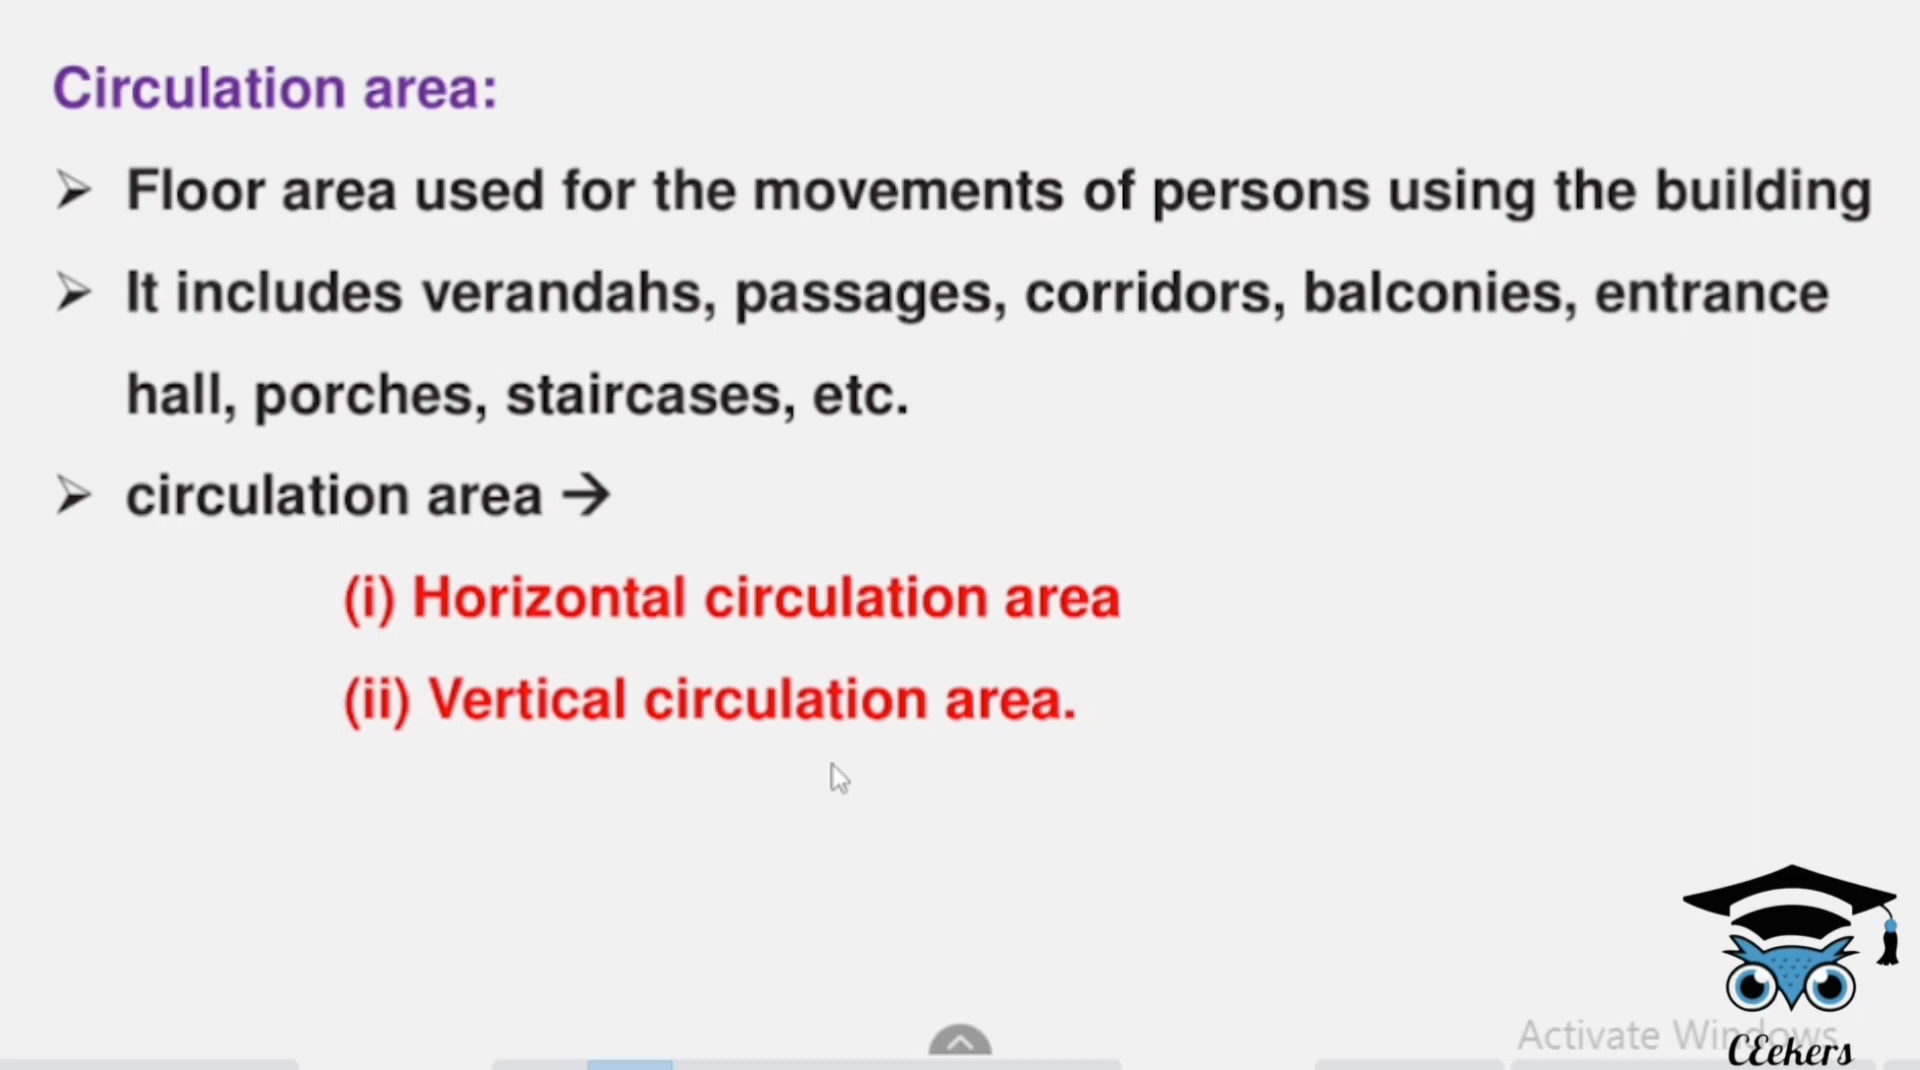 Circulation area:
➢ Floor area used for the movements of persons using the building
➢ It includes verandahs, passages, corridors, balconies, entrance
hall, porches, staircases, etc.
➢ circulation area →
(i) Horizontal circulation area
(ii) Vertical circulation area.
Activate Windows
CEekers